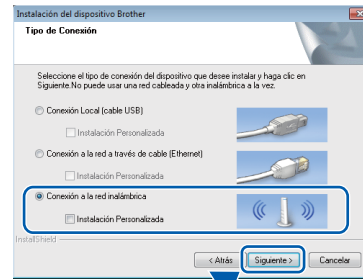 Instalación del dispositivo Brother
Tipo de Conexión
Seleccione el tipo de conexión del dispositivo que desee instalar y haga clic en
Siguiente.No puede usar una red cableada y otra inalámbrica a la vez.
Conexión Local (cable USB)
Instalación Personalizada
Conexión a la red a través de cable (Ethernet)
Instalación Personalizada
Conexión a la red inalámbrica
Instalación Personalizada
InstallShield
< Atrás Siguiente > Cancelar